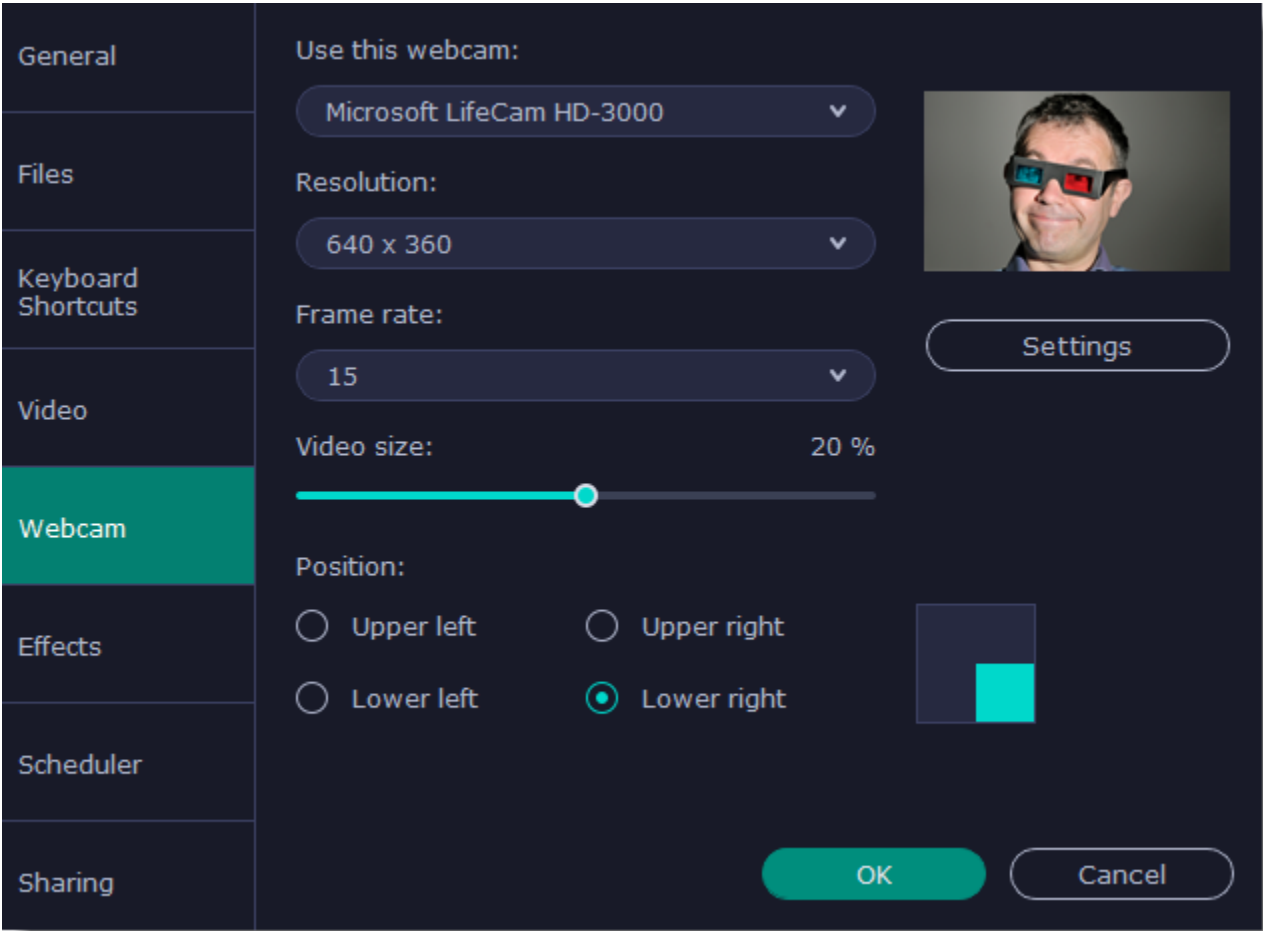 General
Files
Keyboard
Shortcuts
Video
Webcam
Effects
Scheduler
Sharing
Use this webcam:
Microsoft LifeCam HD-3000
Resolution:
640 x 360
Frame rate:
15
Video size: 20 %
Position:
Upper left Upper right
Lower left Lower right
Settings
OK Cancel